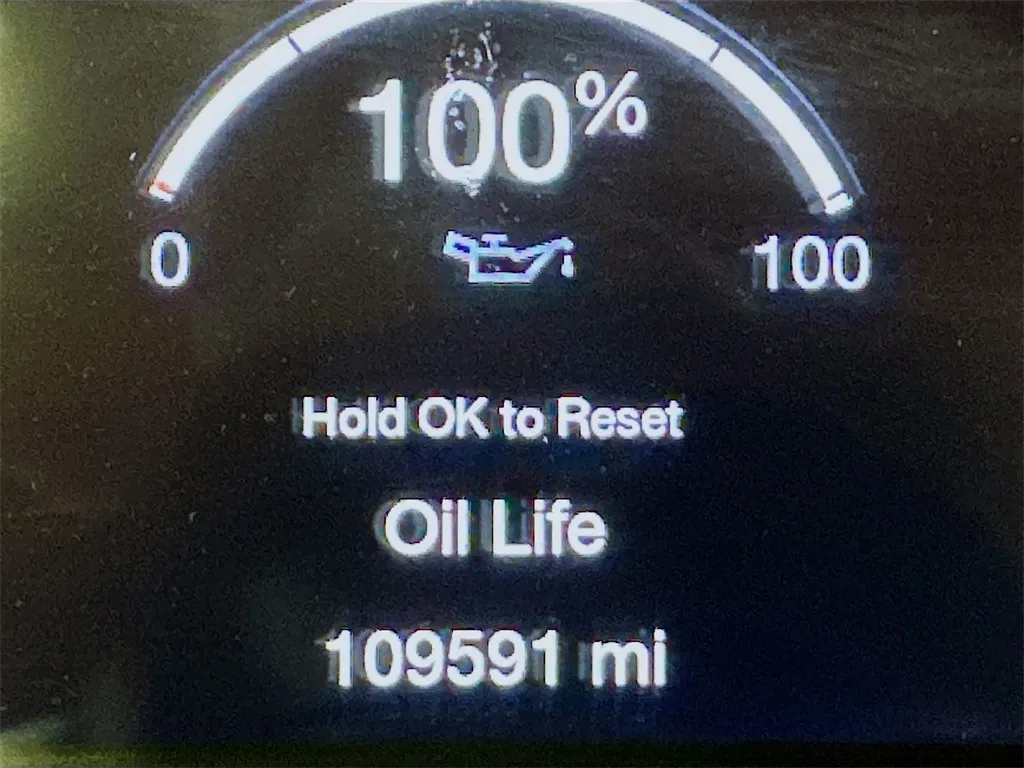 100%
0 100
Hold OK to Reset
Oil Life
109591 mi